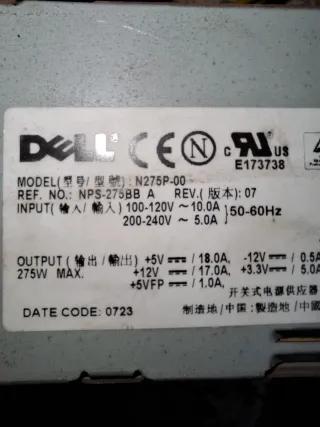 DELL CE N c UR US
E173738
MODEL(型号/型號): N275P-00
REF. NO.: NPS-275BB A REV.(版本): 07
INPUT(输入/輸入) 100-120V ~ 10.0A
200-240V ~ 5.0A } 50-60Hz
OUTPUT (输出/輸出) +5V ⎓ / 18.0A, -12V ⎓ / 0.5A
275W MAX. +12V ⎓ / 17.0A, +3.3V ⎓ / 5.0A
+5VFP ⎓ / 1.0A,
开关式电源供应器
DATE CODE: 0723 制造地/中国; 製造地/中國